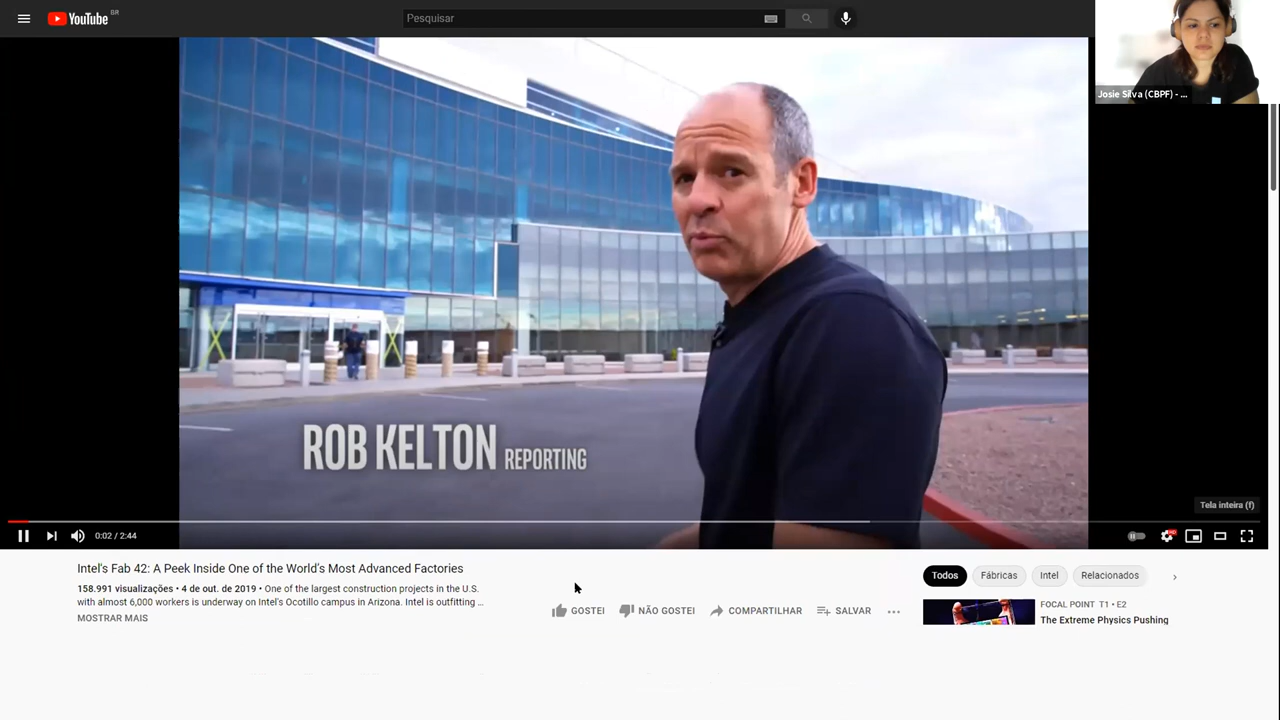 YouTube BR
Pesquisar
Josie Silva (CBPF) - ...
ROB KELTON REPORTING
Tela inteira (f)
0:02 / 2:44
HD
Intel's Fab 42: A Peek Inside One of the World's Most Advanced Factories
158.991 visualizações • 4 de out. de 2019 • One of the largest construction projects in the U.S.
with almost 6,000 workers is underway on Intel's Ocotillo campus in Arizona. Intel is outfitting ...
MOSTRAR MAIS
GOSTEI NÃO GOSTEI COMPARTILHAR SALVAR
Todos Fábricas Intel Relacionados
FOCAL POINT T1 • E2
The Extreme Physics Pushing